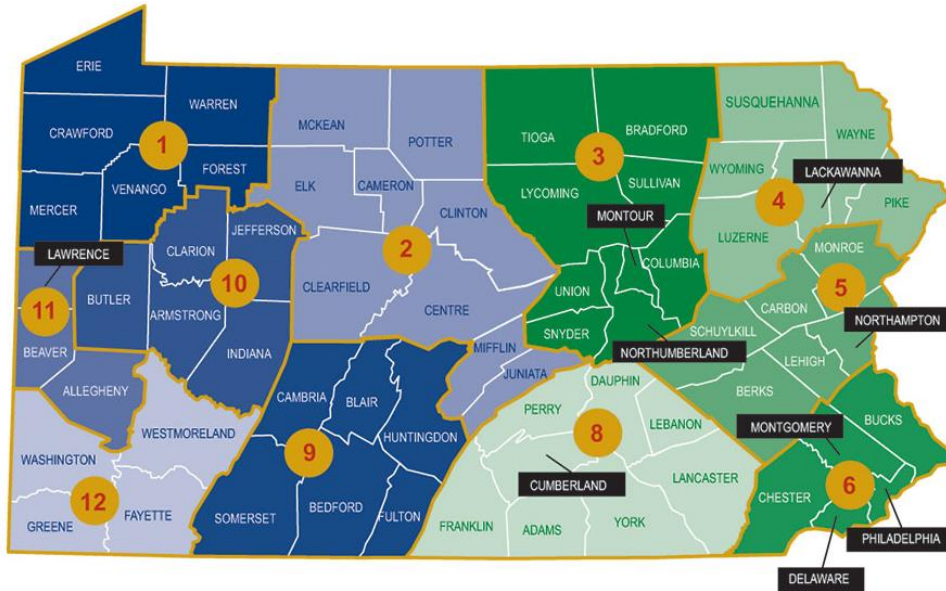 ERIE
WARREN
CRAWFORD
1
FOREST
VENANGO
MERCER
MCKEAN
POTTER
ELK
CAMERON
CLINTON
2
CLEARFIELD
CENTRE
MIFFLIN
JUNIATA
TIOGA
BRADFORD
3
LYCOMING
SULLIVAN
MONTOUR
COLUMBIA
UNION
SNYDER
NORTHUMBERLAND
SUSQUEHANNA
WAYNE
WYOMING
LACKAWANNA
4
PIKE
LUZERNE
MONROE
5
CARBON
SCHUYLKILL
NORTHAMPTON
LEHIGH
BERKS
JEFFERSON
CLARION
10
BUTLER
ARMSTRONG
INDIANA
LAWRENCE
11
BEAVER
ALLEGHENY
WESTMORELAND
WASHINGTON
12
GREENE
FAYETTE
CAMBRIA
BLAIR
HUNTINGDON
9
SOMERSET
BEDFORD
FULTON
DAUPHIN
PERRY
8
LEBANON
CUMBERLAND
LANCASTER
FRANKLIN
ADAMS
YORK
MONTGOMERY
BUCKS
6
CHESTER
PHILADELPHIA
DELAWARE